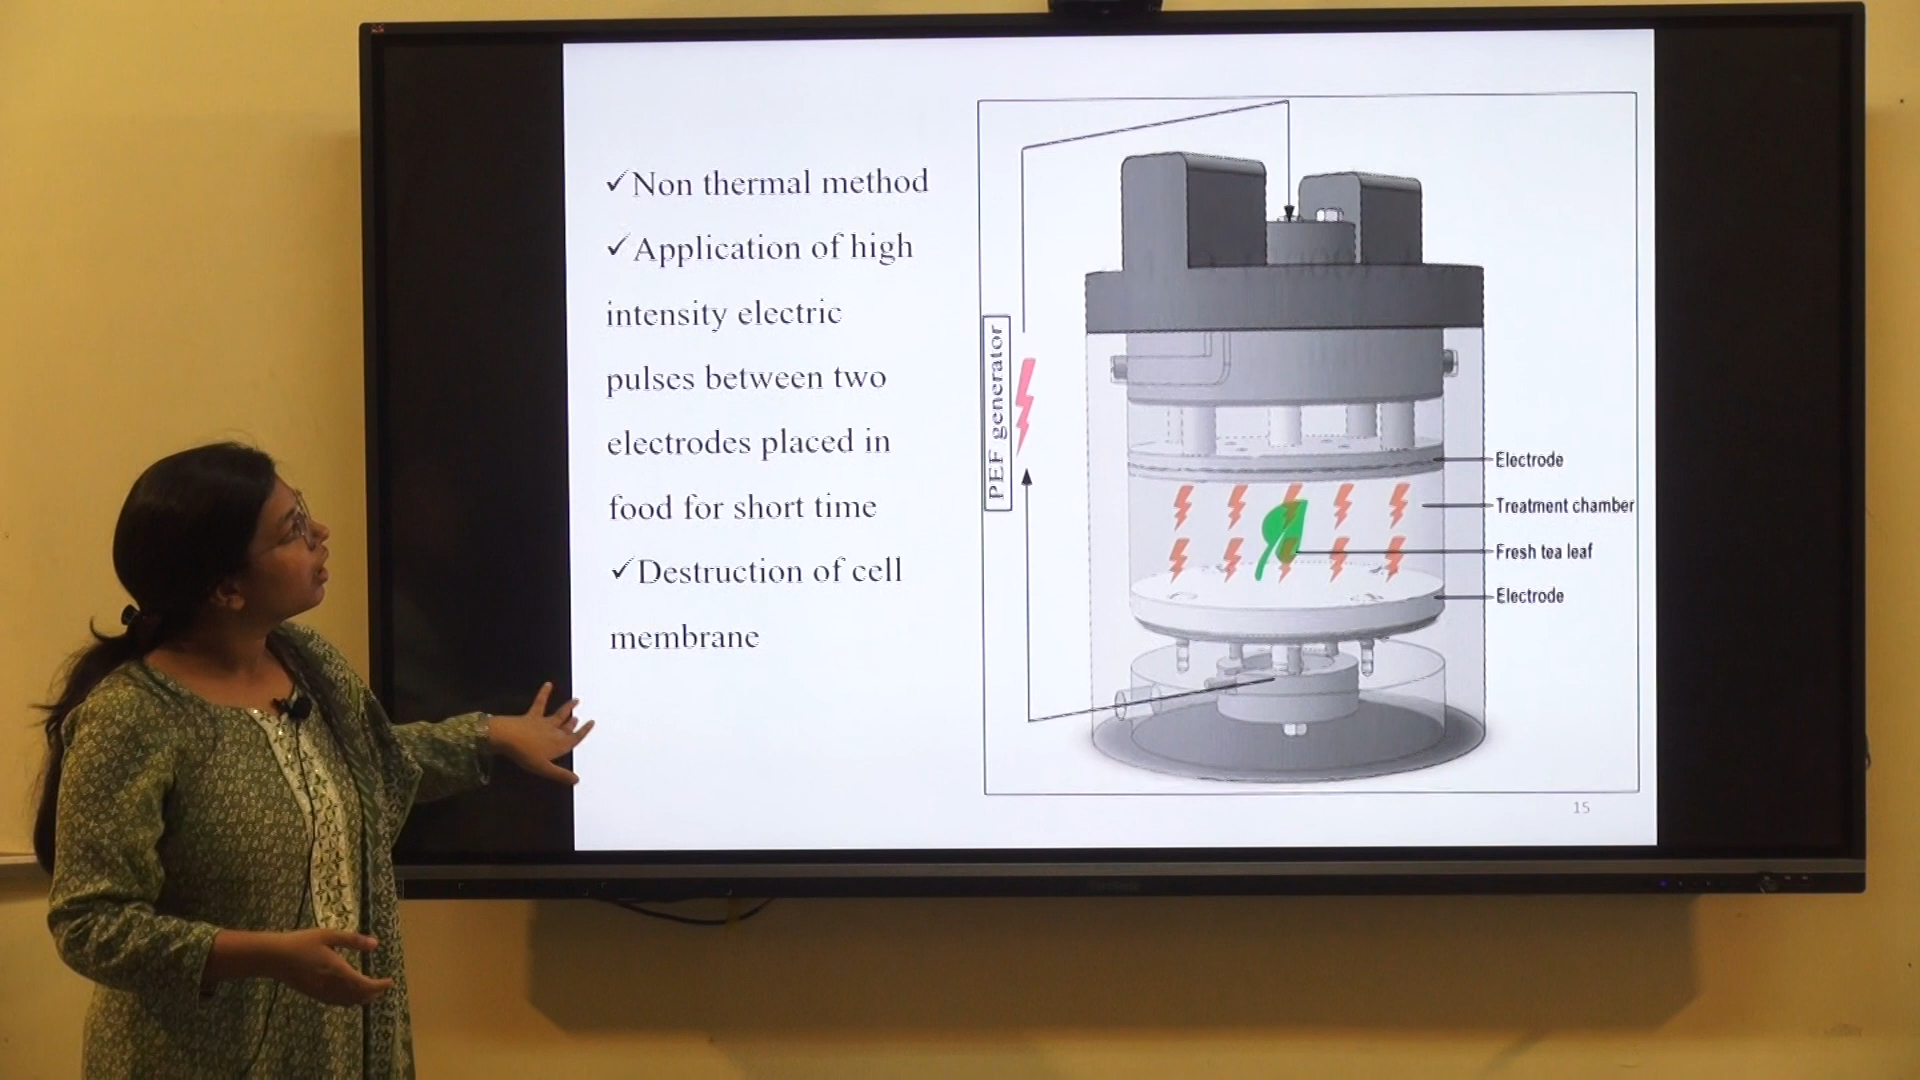 ✓Non thermal method
✓Application of high
intensity electric
pulses between two
electrodes placed in
food for short time
✓Destruction of cell
membrane
PEF generator
Electrode
Treatment chamber
Fresh tea leaf
Electrode
15